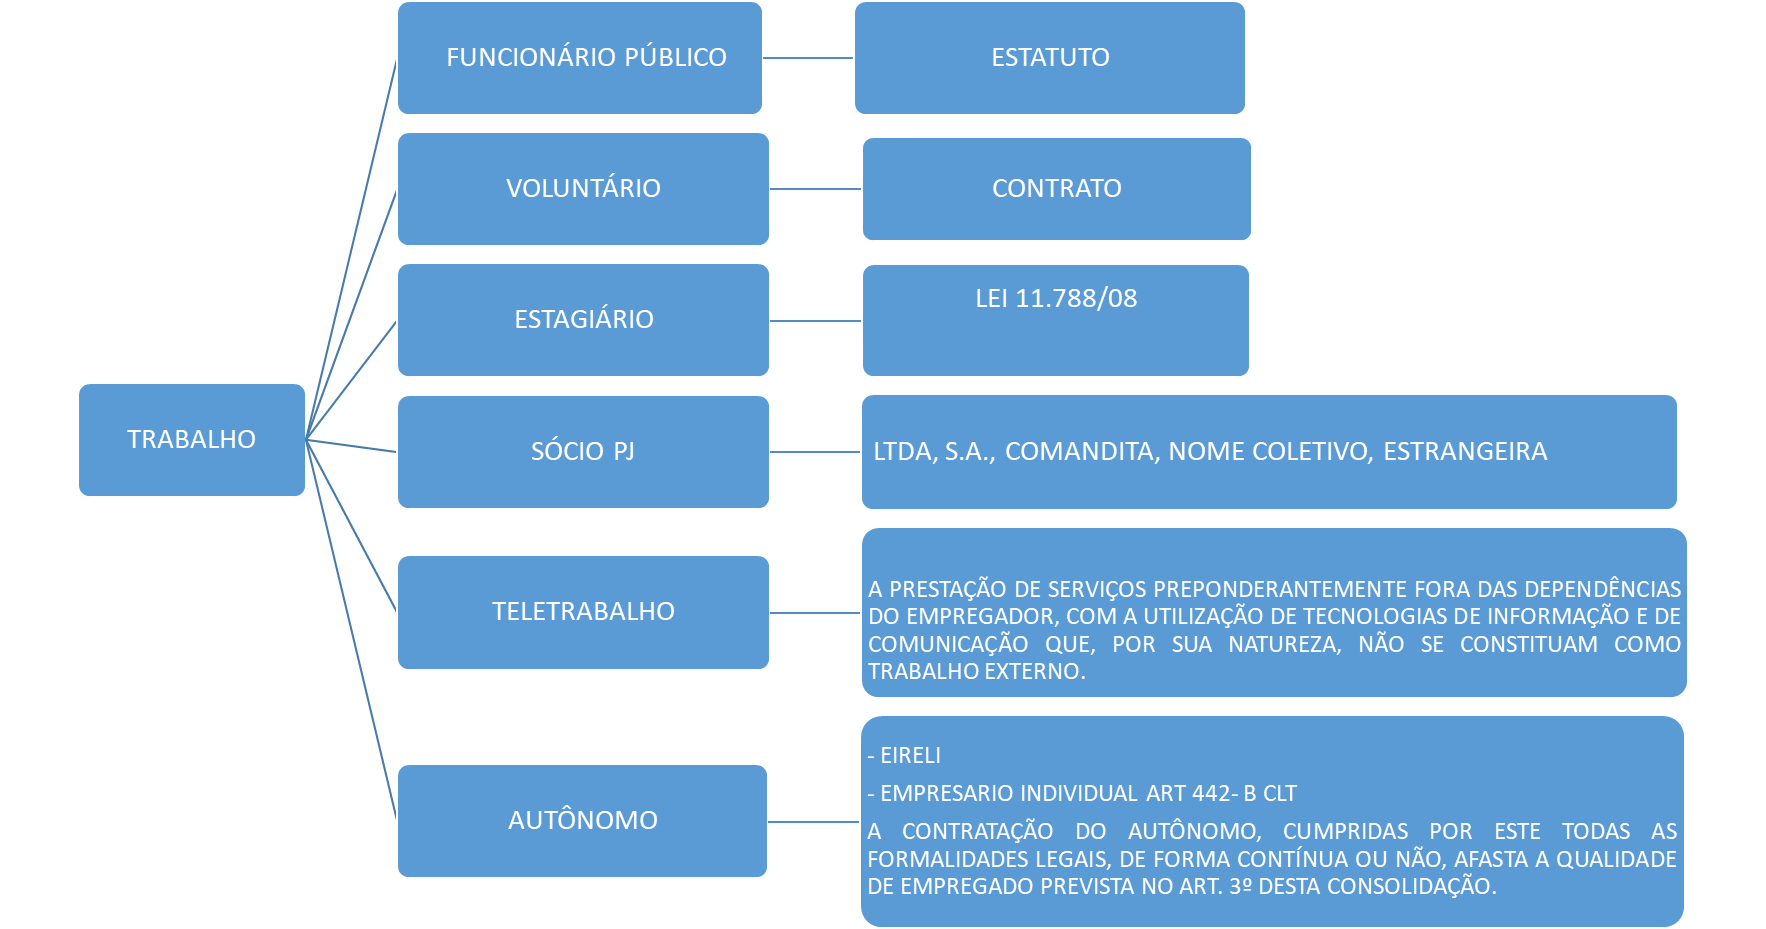 FUNCIONÁRIO PÚBLICO
ESTATUTO
VOLUNTÁRIO
CONTRATO
ESTAGIÁRIO
LEI 11.788/08
TRABALHO
SÓCIO PJ
LTDA, S.A., COMANDITA, NOME COLETIVO, ESTRANGEIRA
TELETRABALHO
A PRESTAÇÃO DE SERVIÇOS PREPONDERANTEMENTE FORA DAS DEPENDÊNCIAS
DO EMPREGADOR, COM A UTILIZAÇÃO DE TECNOLOGIAS DE INFORMAÇÃO E DE
COMUNICAÇÃO QUE, POR SUA NATUREZA, NÃO SE CONSTITUAM COMO
TRABALHO EXTERNO.
AUTÔNOMO
- EIRELI
- EMPRESARIO INDIVIDUAL ART 442- B CLT
A CONTRATAÇÃO DO AUTÔNOMO, CUMPRIDAS POR ESTE TODAS AS
FORMALIDADES LEGAIS, DE FORMA CONTÍNUA OU NÃO, AFASTA A QUALIDADE
DE EMPREGADO PREVISTA NO ART. 3º DESTA CONSOLIDAÇÃO.